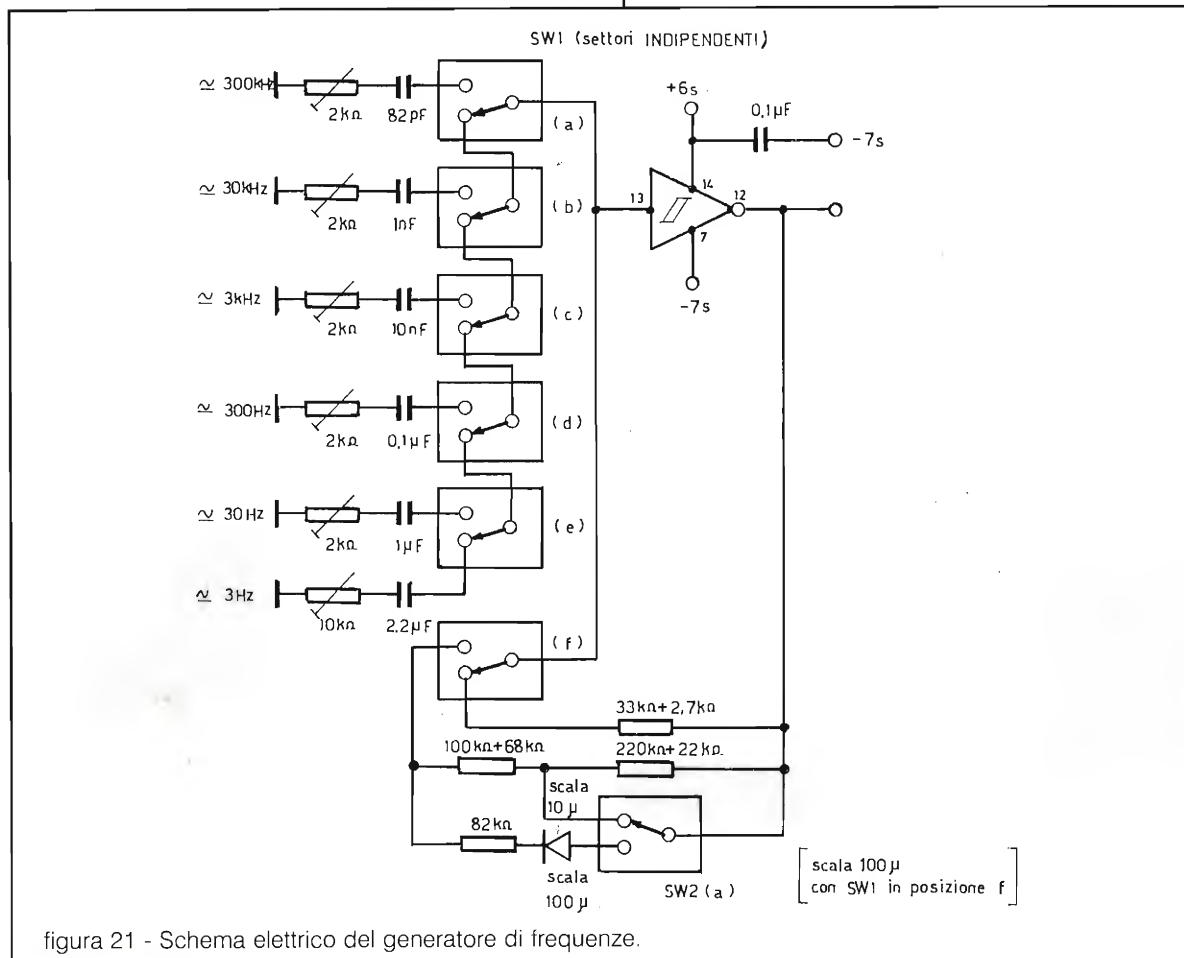 SW1 (settori INDIPENDENTI)
≃ 300kHz
2kΩ
82pF
(a)
+6s
0,1µF
-7s
≃ 30kHz
2kΩ
1nF
(b)
13
14
12
7
-7s
≃ 3kHz
2kΩ
10nF
(c)
≃ 300Hz
2kΩ
0,1µF
(d)
≃ 30Hz
2kΩ
1µF
(e)
≃ 3Hz
10kΩ
2,2µF
(f)
33kΩ+2,7kΩ
100kΩ+68kΩ
220kΩ+22kΩ
scala
10µ
82kΩ
scala
100µ
SW2(a)
scala 100µ
con SW1 in posizione f
figura 21 - Schema elettrico del generatore di frequenze.